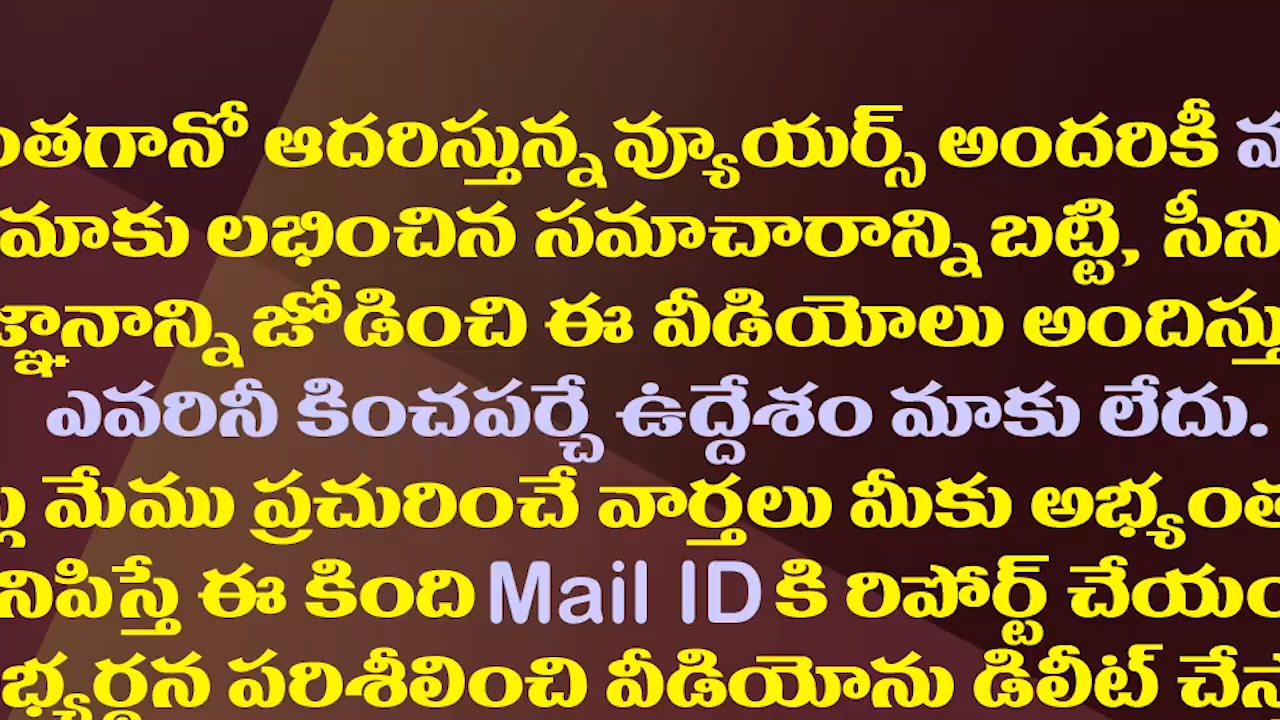 ంతగానో ఆదరిస్తున్న వ్యూయర్స్ అందరికీ
మాకు లభించిన సమాచారాన్ని బట్టి, సీని
జ్ఞానాన్ని జోడించి ఈ వీడియోలు అందిస్తు
ఎవరినీ కించపర్చే ఉద్దేశం మాకు లేదు.
మేము ప్రచురించే వార్తలు మీకు అభ్యంత
నిపిస్తే ఈ కింది Mail ID కి రిపోర్ట్ చేయం
భ్యర్ధన పరిశీలించి వీడియోను డిలీట్ చేస